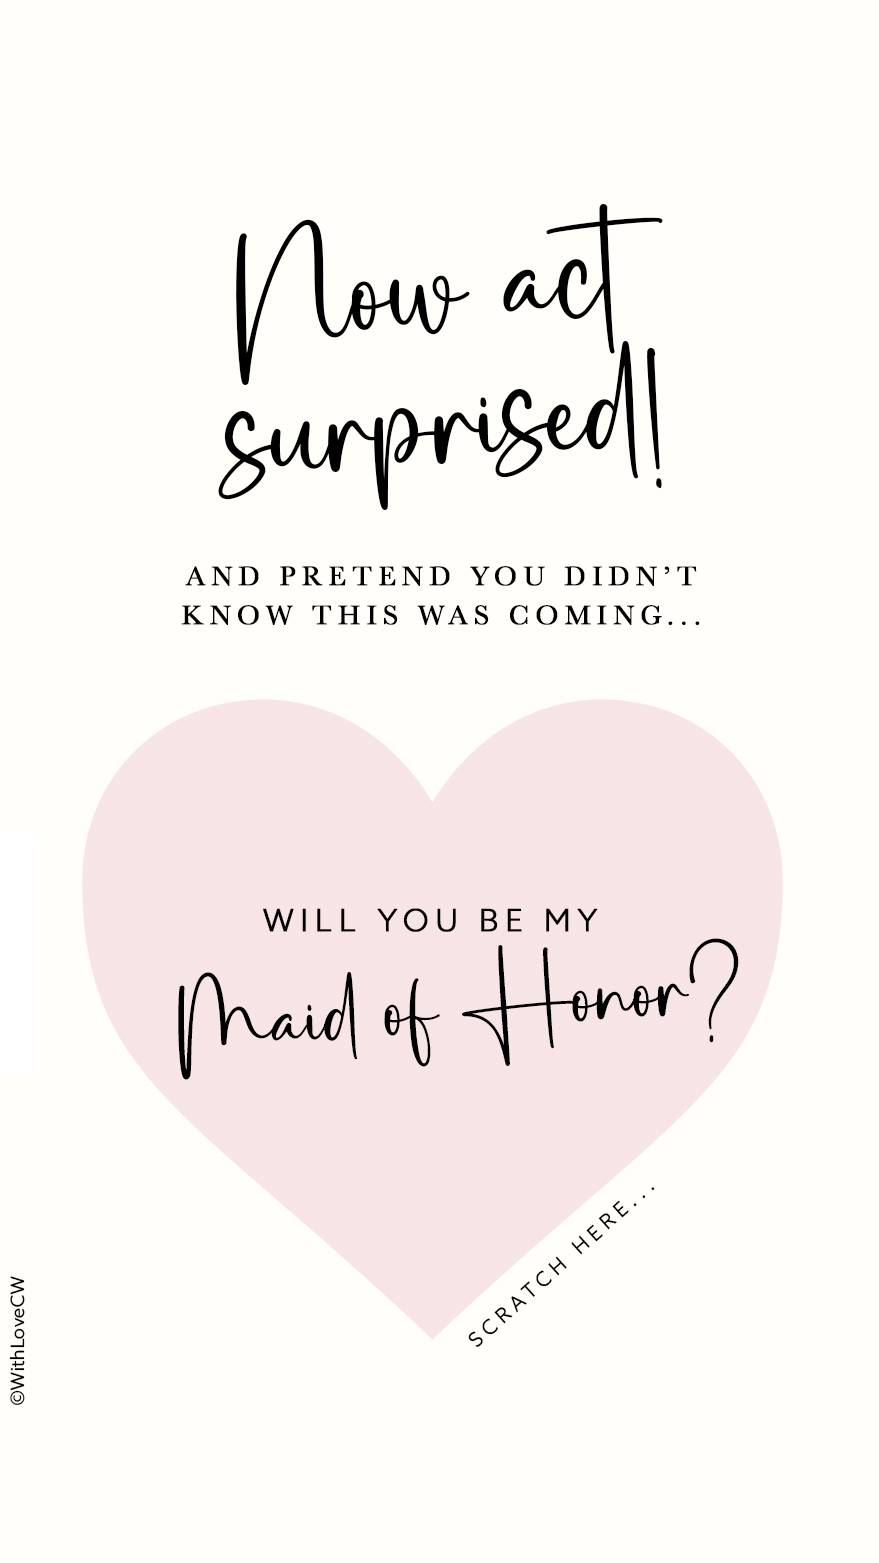 Now act
surprised!
AND PRETEND YOU DIDN'T
KNOW THIS WAS COMING...
WILL YOU BE MY
Maid of Honor?
SCRATCH HERE...
©WithLoveCW